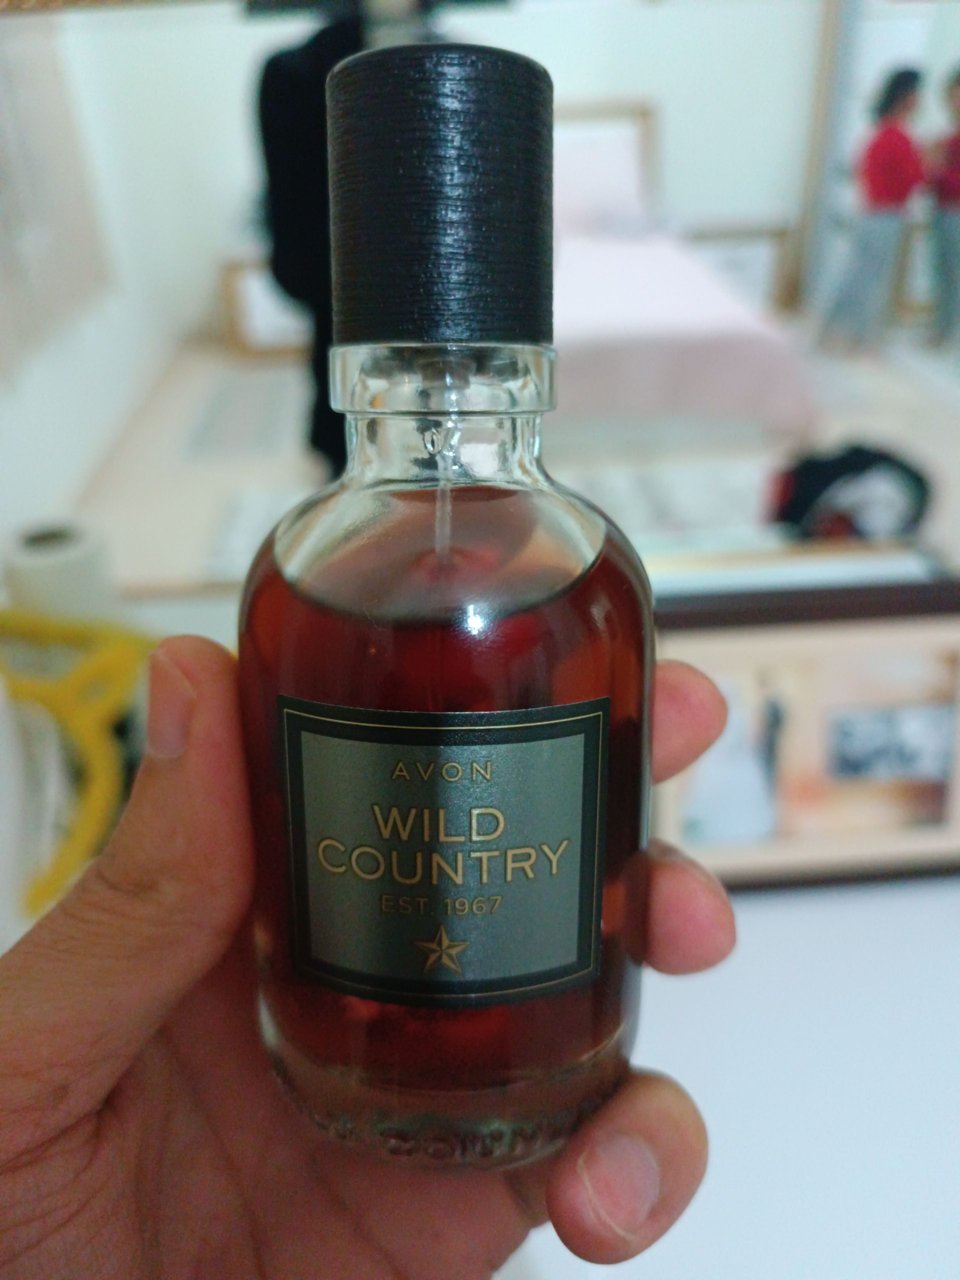 AVON
WILD
COUNTRY
EST. 1967